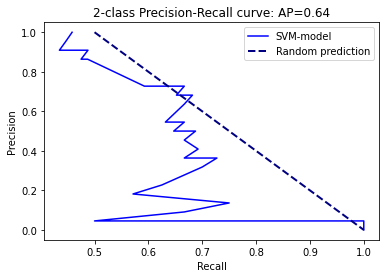 2-class Precision-Recall curve: AP=0.64
SVM-model
Random prediction
Precision
1.0
0.8
0.6
0.4
0.2
0.0
0.5 0.6 0.7 0.8 0.9 1.0
Recall